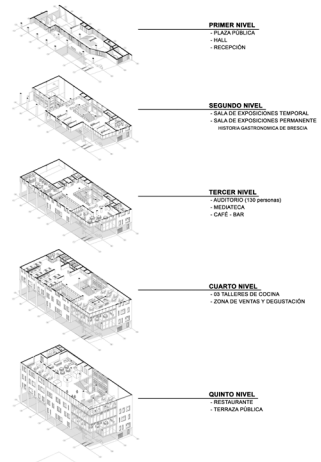 PRIMER NIVEL
- PLAZA PÚBLICA
- HALL
- RECEPCIÓN
SEGUNDO NIVEL
- SALA DE EXPOSICIONES TEMPORAL
- SALA DE EXPOSICIONES PERMANENTE
HISTORIA GASTRONOMICA DE BRESCIA
TERCER NIVEL
- AUDITORIO (130 personas)
- MEDIATECA
- CAFÉ - BAR
CUARTO NIVEL
- 03 TALLERES DE COCINA
- ZONA DE VENTAS Y DEGUSTACIÓN
QUINTO NIVEL
- RESTAURANTE
- TERRAZA PÚBLICA